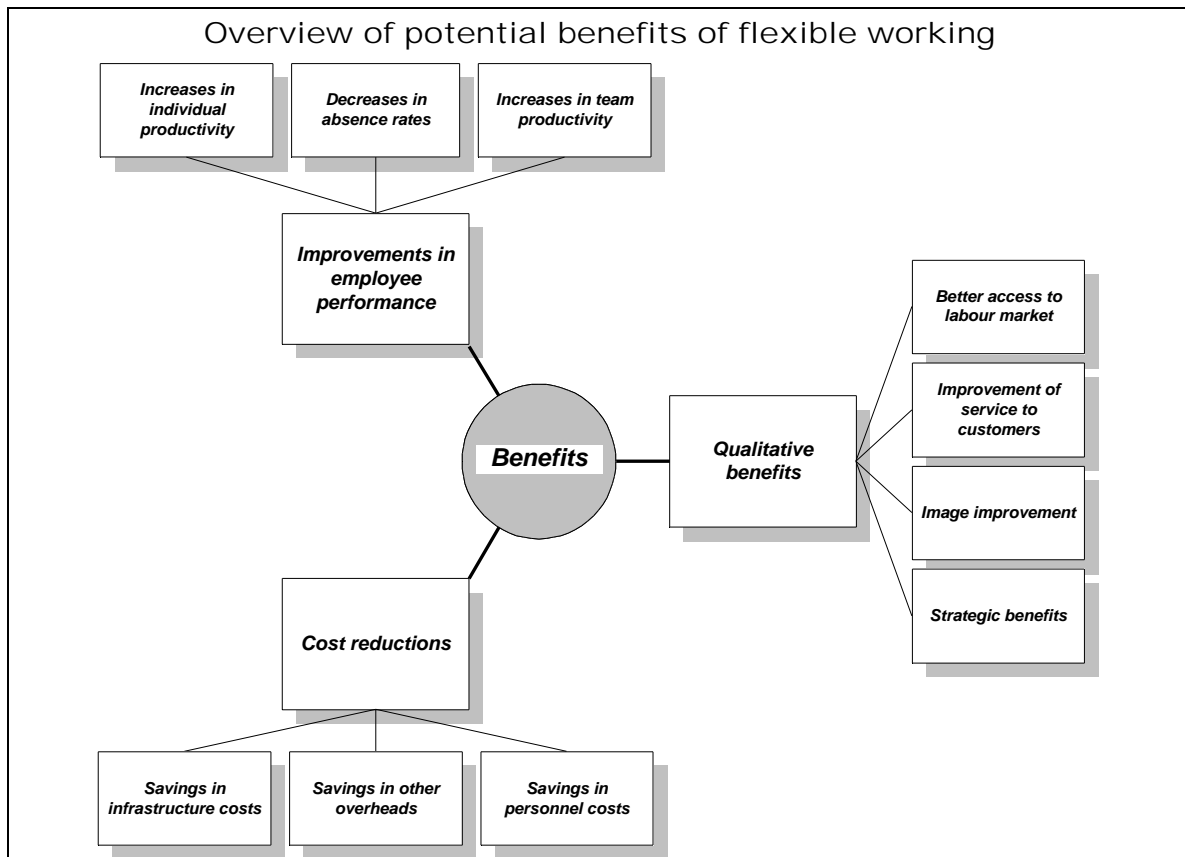 Overview of potential benefits of flexible working
Increases in
individual
productivity
Decreases in
absence rates
Increases in team
productivity
Improvements in
employee
performance
Benefits
Qualitative
benefits
Better access to
labour market
Improvement of
service to
customers
Image improvement
Strategic benefits
Cost reductions
Savings in
infrastructure costs
Savings in other
overheads
Savings in
personnel costs